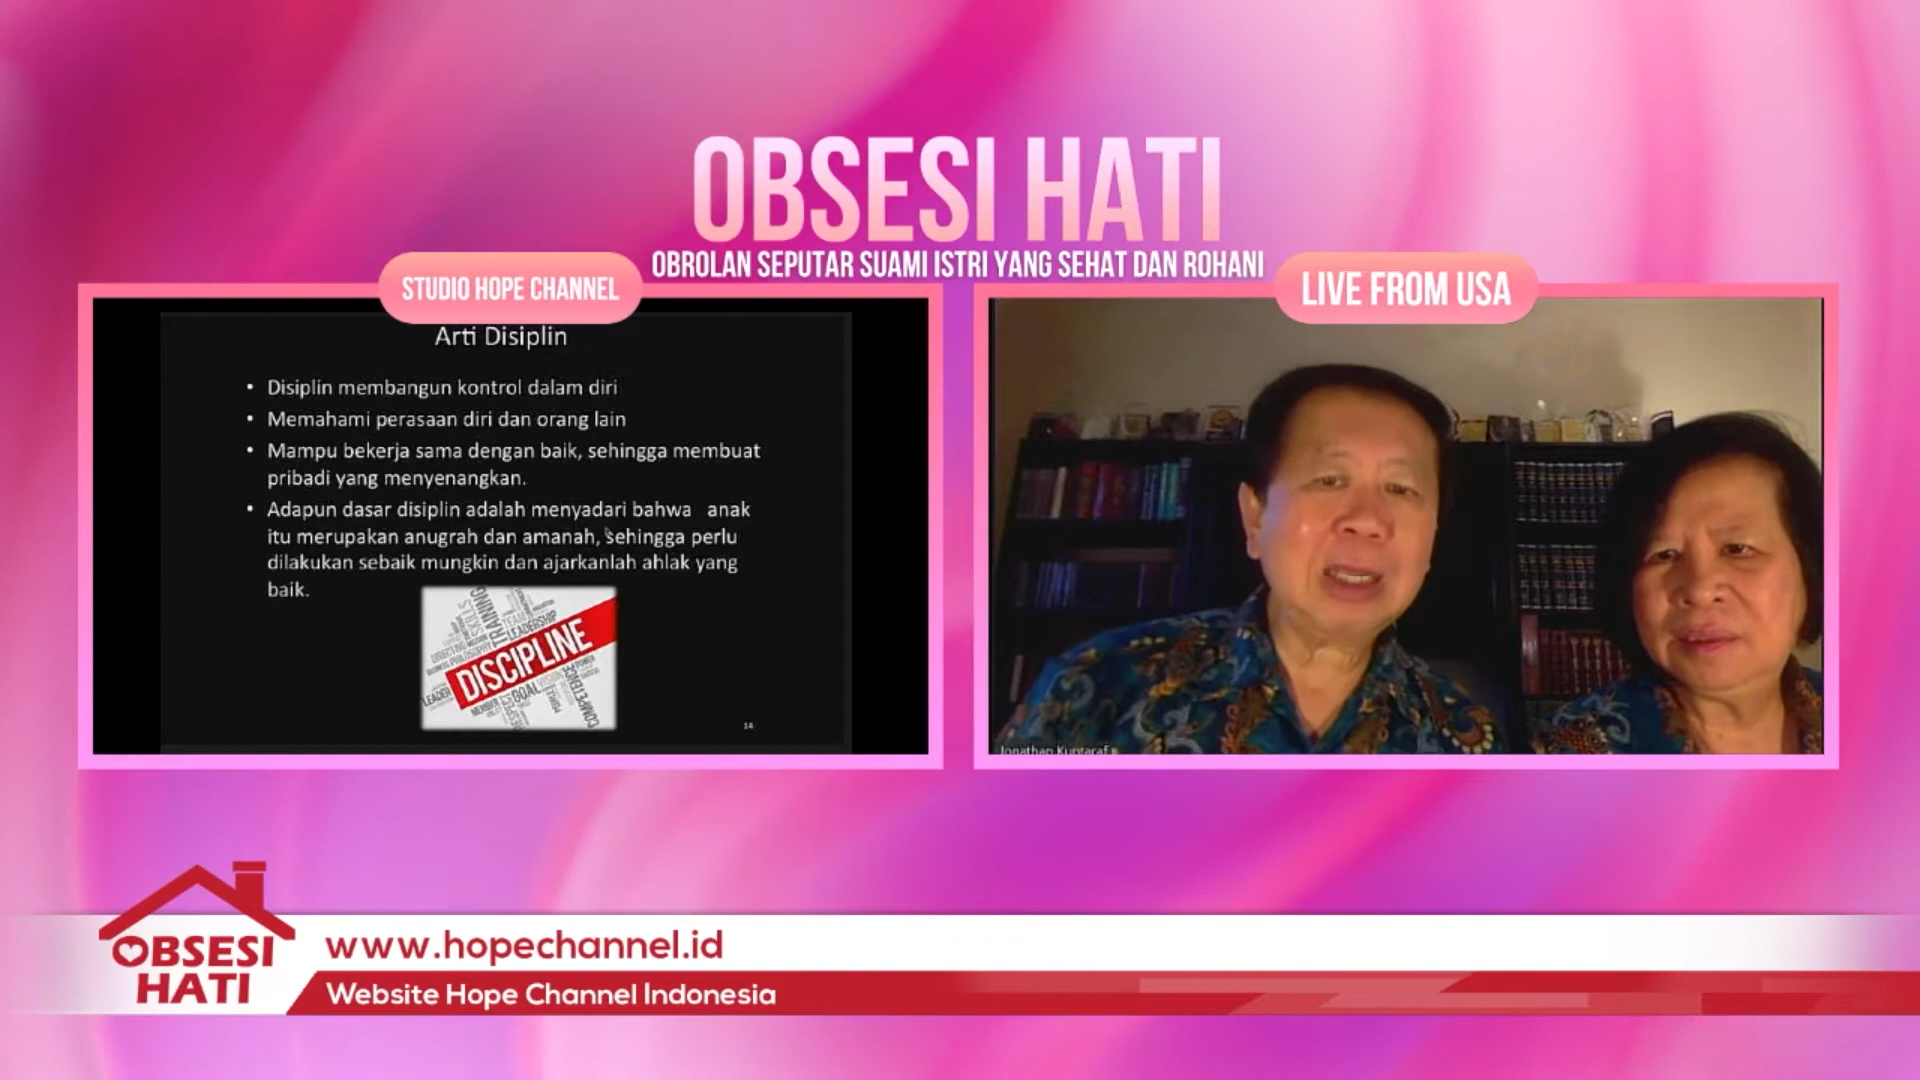 OBSESI HATI
OBROLAN SEPUTAR SUAMI ISTRI YANG SEHAT DAN ROHANI
STUDIO HOPE CHANNEL
LIVE FROM USA
Arti Disiplin
• Disiplin membangun kontrol dalam diri
• Memahami perasaan diri dan orang lain
• Mampu bekerja sama dengan baik, sehingga membuat
pribadi yang menyenangkan.
• Adapun dasar disiplin adalah menyadari bahwa anak
itu merupakan anugrah dan amanah, sehingga perlu
dilakukan sebaik mungkin dan ajarkanlah ahlak yang
baik.
TRAINING
LEADERSHIP
PHILOSOPHY
DISCIPLINE
LEADER
GOAL
MEMBER
COMPETENCE
14
Jonathan Kuntaraf
OBSESI
HATI
www.hopechannel.id
Website Hope Channel Indonesia